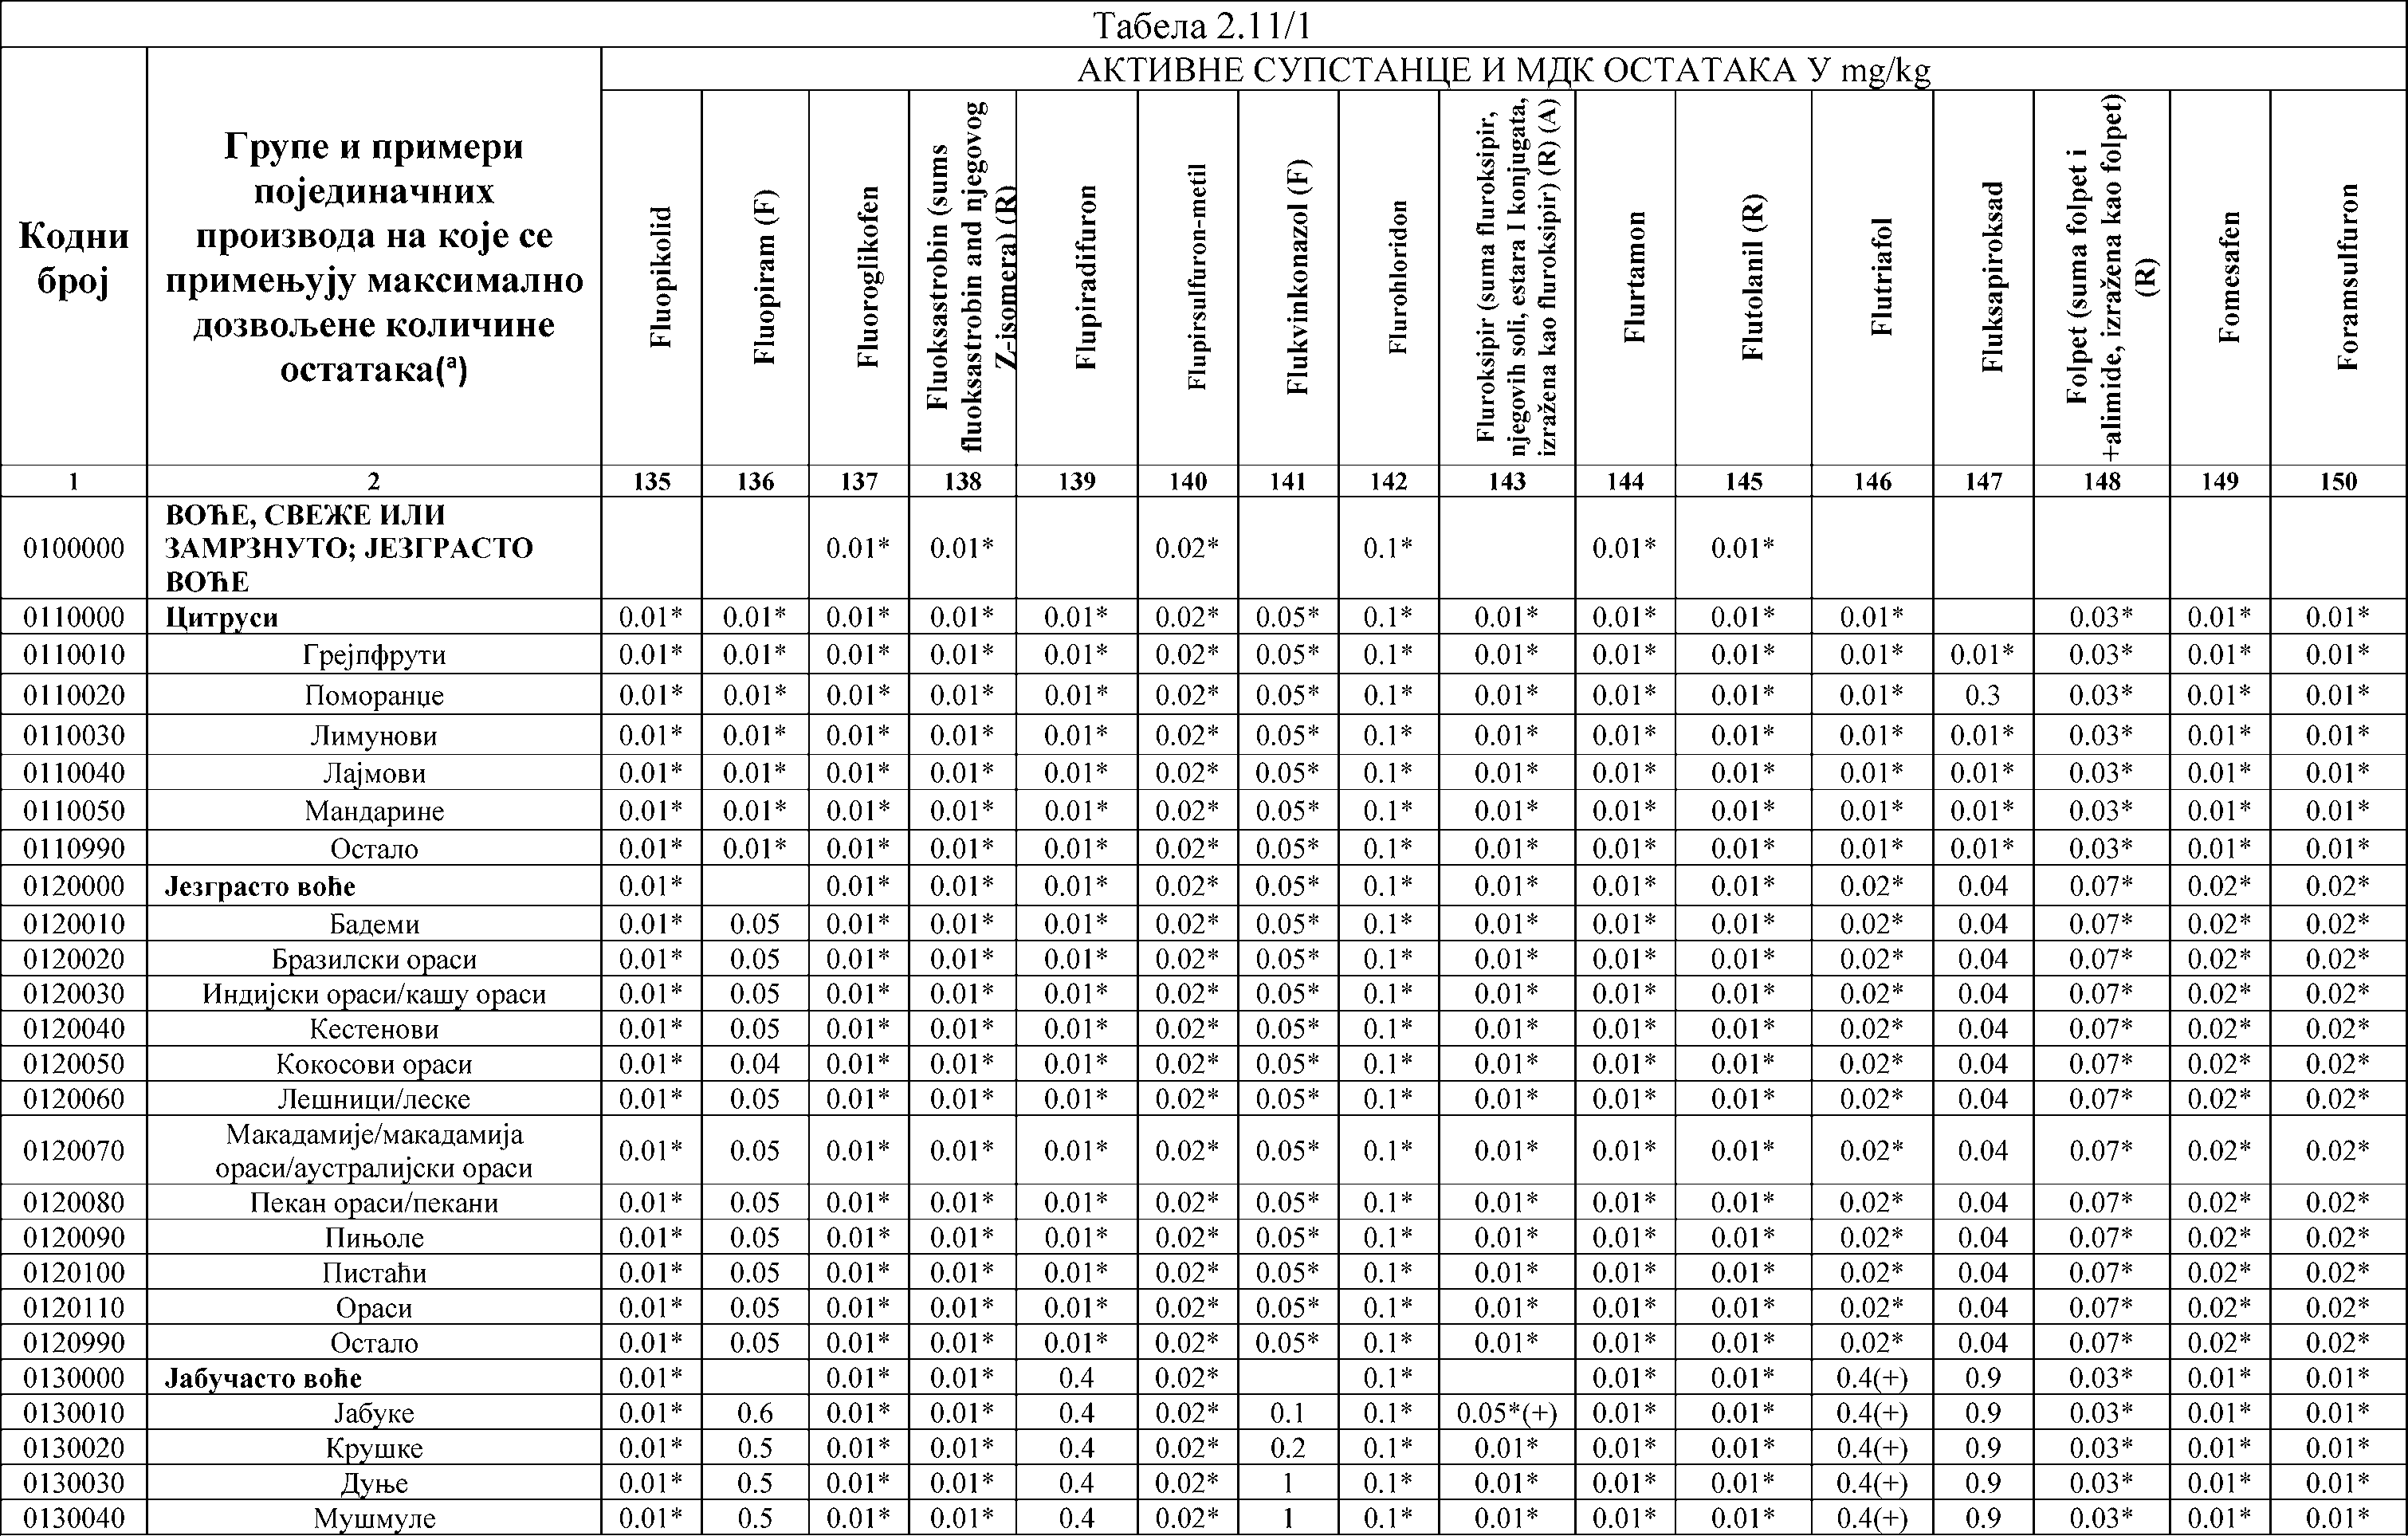 Табела 2.11/1
АКТИВНЕ СУПСТАНЦЕ И МДК ОСТАТАКА У mg/kg
Кодни
број
Групе и примери
појединачних
производа на које се
примењују максимално
дозвољене количине
остатака(ᵃ)
Fluopikolid
Fluopiram (F)
Fluoroglikofen
Fluoksastrobin (sums
fluoksastrobin and njegovog
Z-isomera) (R)
Flupiradifuron
Flupirsulfuron-metil
Flukvinkonazol (F)
Flurohloridon
Fluroksipir (suma fluroksipir,
njegovih soli, estara I konjugata,
izražena kao fluroksipir) (R) (A)
Flurtamon
Flutolanil (R)
Flutriafol
Fluksapiroksad
Folpet (suma folpet i
+alimide, izražena kao folpet)
(R)
Fomesafen
Foramsulfuron
1 2 135 136 137 138 139 140 141 142 143 144 145 146 147 148 149 150
0100000 ВОЋЕ, СВЕЖЕ ИЛИ
ЗАМРЗНУТО; ЈЕЗГРАСТО
ВОЋЕ
0.01* 0.01* 0.02* 0.1* 0.01* 0.01*
0110000 Цитруси 0.01* 0.01* 0.01* 0.01* 0.01* 0.02* 0.05* 0.1* 0.01* 0.01* 0.01* 0.01* 0.03* 0.01* 0.01*
0110010 Грејпфрути 0.01* 0.01* 0.01* 0.01* 0.01* 0.02* 0.05* 0.1* 0.01* 0.01* 0.01* 0.01* 0.01* 0.03* 0.01* 0.01*
0110020 Поморанџе 0.01* 0.01* 0.01* 0.01* 0.01* 0.02* 0.05* 0.1* 0.01* 0.01* 0.01* 0.01* 0.3 0.03* 0.01* 0.01*
0110030 Лимунови 0.01* 0.01* 0.01* 0.01* 0.01* 0.02* 0.05* 0.1* 0.01* 0.01* 0.01* 0.01* 0.01* 0.03* 0.01* 0.01*
0110040 Лајмови 0.01* 0.01* 0.01* 0.01* 0.01* 0.02* 0.05* 0.1* 0.01* 0.01* 0.01* 0.01* 0.01* 0.03* 0.01* 0.01*
0110050 Мандарине 0.01* 0.01* 0.01* 0.01* 0.01* 0.02* 0.05* 0.1* 0.01* 0.01* 0.01* 0.01* 0.01* 0.03* 0.01* 0.01*
0110990 Остало 0.01* 0.01* 0.01* 0.01* 0.01* 0.02* 0.05* 0.1* 0.01* 0.01* 0.01* 0.01* 0.01* 0.03* 0.01* 0.01*
0120000 Језграсто воће 0.01* 0.01* 0.01* 0.01* 0.02* 0.05* 0.1* 0.01* 0.01* 0.01* 0.02* 0.04 0.07* 0.02* 0.02*
0120010 Бадеми 0.01* 0.05 0.01* 0.01* 0.01* 0.02* 0.05* 0.1* 0.01* 0.01* 0.01* 0.02* 0.04 0.07* 0.02* 0.02*
0120020 Бразилски ораси 0.01* 0.05 0.01* 0.01* 0.01* 0.02* 0.05* 0.1* 0.01* 0.01* 0.01* 0.02* 0.04 0.07* 0.02* 0.02*
0120030 Индијски ораси/кашу ораси 0.01* 0.05 0.01* 0.01* 0.01* 0.02* 0.05* 0.1* 0.01* 0.01* 0.01* 0.02* 0.04 0.07* 0.02* 0.02*
0120040 Кестенови 0.01* 0.05 0.01* 0.01* 0.01* 0.02* 0.05* 0.1* 0.01* 0.01* 0.01* 0.02* 0.04 0.07* 0.02* 0.02*
0120050 Кокосови ораси 0.01* 0.04 0.01* 0.01* 0.01* 0.02* 0.05* 0.1* 0.01* 0.01* 0.01* 0.02* 0.04 0.07* 0.02* 0.02*
0120060 Лешници/леске 0.01* 0.05 0.01* 0.01* 0.01* 0.02* 0.05* 0.1* 0.01* 0.01* 0.01* 0.02* 0.04 0.07* 0.02* 0.02*
0120070 Макадамије/макадамија
ораси/аустралијски ораси
0.01* 0.05 0.01* 0.01* 0.01* 0.02* 0.05* 0.1* 0.01* 0.01* 0.01* 0.02* 0.04 0.07* 0.02* 0.02*
0120080 Пекан ораси/пекани 0.01* 0.05 0.01* 0.01* 0.01* 0.02* 0.05* 0.1* 0.01* 0.01* 0.01* 0.02* 0.04 0.07* 0.02* 0.02*
0120090 Пињоле 0.01* 0.05 0.01* 0.01* 0.01* 0.02* 0.05* 0.1* 0.01* 0.01* 0.01* 0.02* 0.04 0.07* 0.02* 0.02*
0120100 Пистаћи 0.01* 0.05 0.01* 0.01* 0.01* 0.02* 0.05* 0.1* 0.01* 0.01* 0.01* 0.02* 0.04 0.07* 0.02* 0.02*
0120110 Ораси 0.01* 0.05 0.01* 0.01* 0.01* 0.02* 0.05* 0.1* 0.01* 0.01* 0.01* 0.02* 0.04 0.07* 0.02* 0.02*
0120990 Остало 0.01* 0.05 0.01* 0.01* 0.01* 0.02* 0.05* 0.1* 0.01* 0.01* 0.01* 0.02* 0.04 0.07* 0.02* 0.02*
0130000 Јабучасто воће 0.01* 0.01* 0.01* 0.4 0.02* 0.1* 0.01* 0.01* 0.4(+) 0.9 0.03* 0.01* 0.01*
0130010 Јабуке 0.01* 0.6 0.01* 0.01* 0.4 0.02* 0.1 0.1* 0.05*(+) 0.01* 0.01* 0.4(+) 0.9 0.03* 0.01* 0.01*
0130020 Крушке 0.01* 0.5 0.01* 0.01* 0.4 0.02* 0.2 0.1* 0.01* 0.01* 0.01* 0.4(+) 0.9 0.03* 0.01* 0.01*
0130030 Дуње 0.01* 0.5 0.01* 0.01* 0.4 0.02* 1 0.1* 0.01* 0.01* 0.01* 0.4(+) 0.9 0.03* 0.01* 0.01*
0130040 Мушмуле 0.01* 0.5 0.01* 0.01* 0.4 0.02* 1 0.1* 0.01* 0.01* 0.01* 0.4(+) 0.9 0.03* 0.01* 0.01*